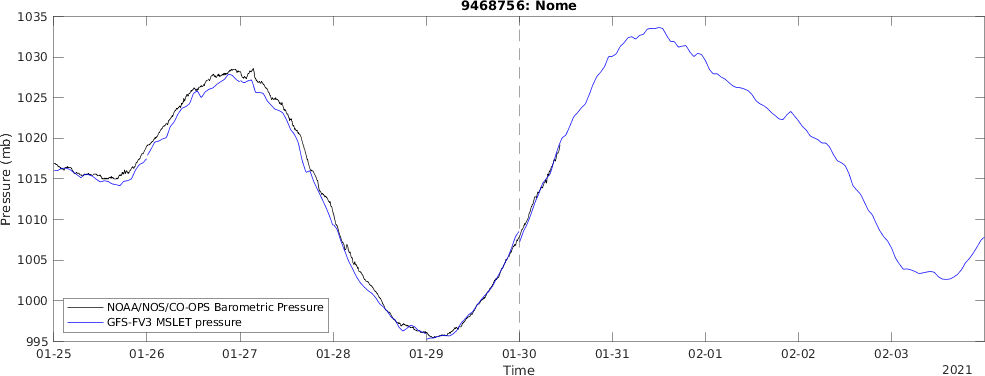 9468756: Nome
1035
1030
1025
1020
1015
1010
1005
1000
995
Pressure (mb)
NOAA/NOS/CO-OPS Barometric Pressure
GFS-FV3 MSLET pressure
01-25 01-26 01-27 01-28 01-29 01-30 01-31 02-01 02-02 02-03
Time
2021